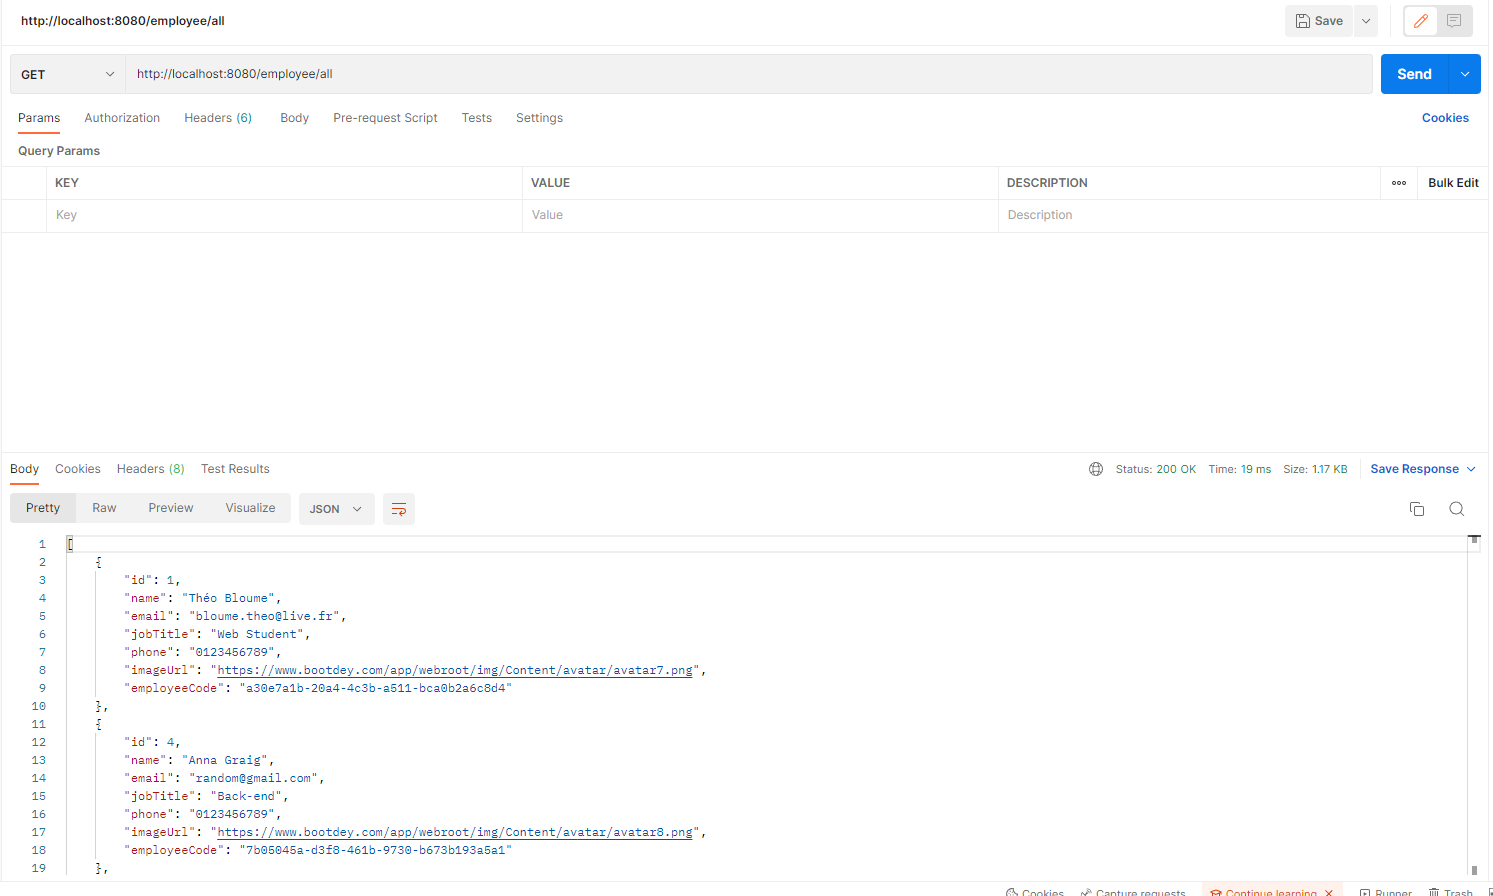 http://localhost:8080/employee/all Save
GET http://localhost:8080/employee/all Send
Params Authorization Headers (6) Body Pre-request Script Tests Settings Cookies
Query Params
KEY VALUE DESCRIPTION ooo Bulk Edit
Key Value Description
Body Cookies Headers (8) Test Results Status: 200 OK Time: 19 ms Size: 1.17 KB Save Response
Pretty Raw Preview Visualize JSON
1 [
2 {
3 "id": 1,
4 "name": "Théo Bloume",
5 "email": "bloume.theo@live.fr",
6 "jobTitle": "Web Student",
7 "phone": "0123456789",
8 "imageUrl": "https://www.bootdey.com/app/webroot/img/Content/avatar/avatar7.png",
9 "employeeCode": "a30e7a1b-20a4-4c3b-a511-bca0b2a6c8d4"
10 },
11 {
12 "id": 4,
13 "name": "Anna Graig",
14 "email": "random@gmail.com",
15 "jobTitle": "Back-end",
16 "phone": "0123456789",
17 "imageUrl": "https://www.bootdey.com/app/webroot/img/Content/avatar/avatar8.png",
18 "employeeCode": "7b05045a-d3f8-461b-9730-b673b193a5a1"
19 },
Cookies Capture requests Continue learning Runner Trash